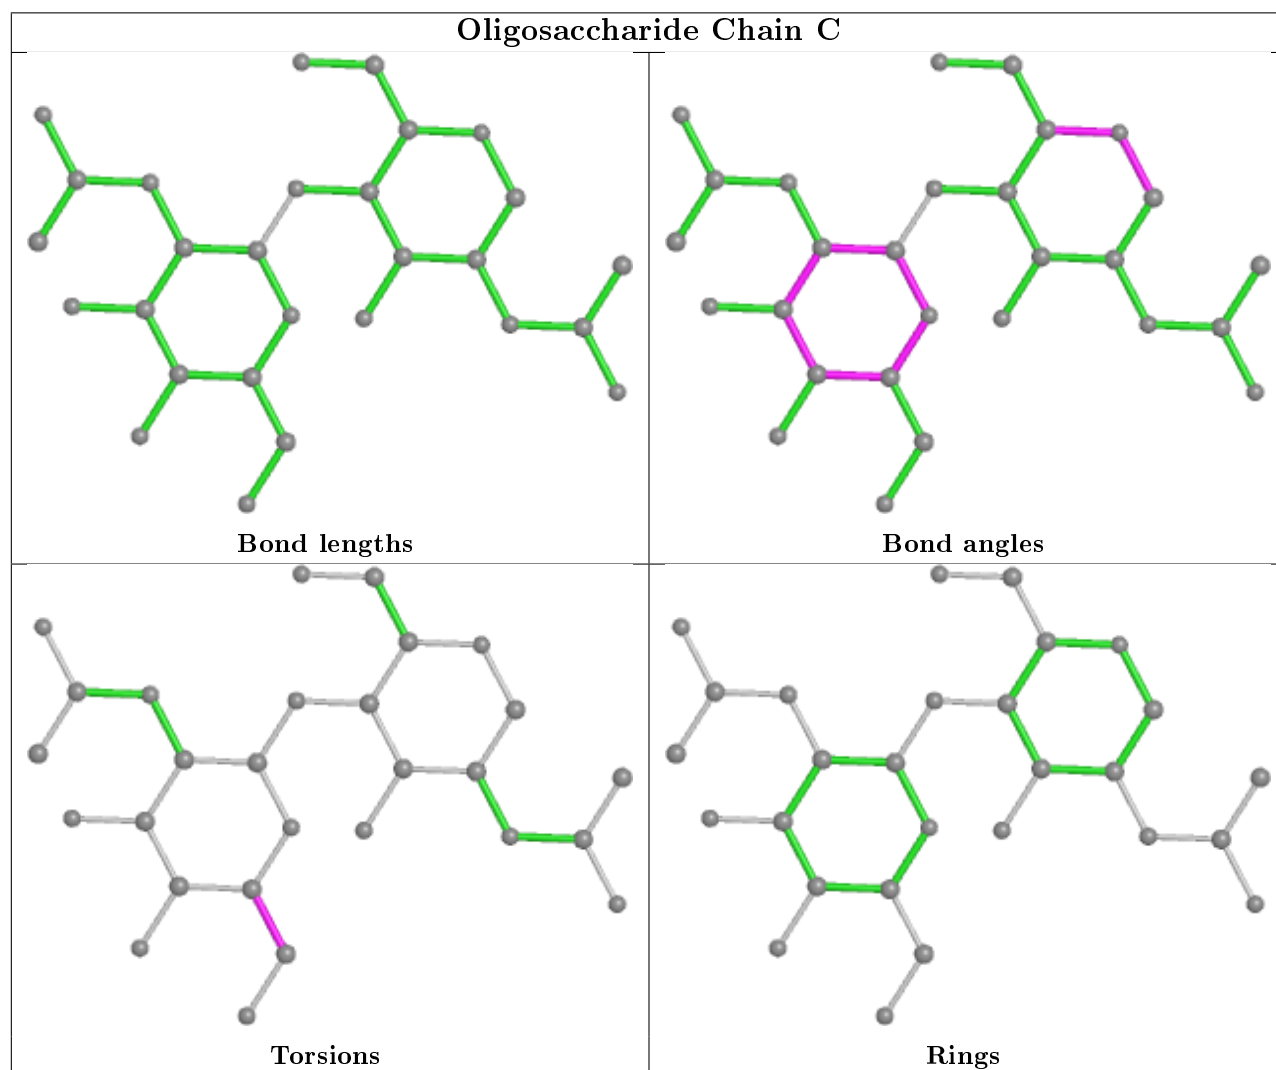 Oligosaccharide Chain C
Bond lengths
Bond angles
Torsions
Rings